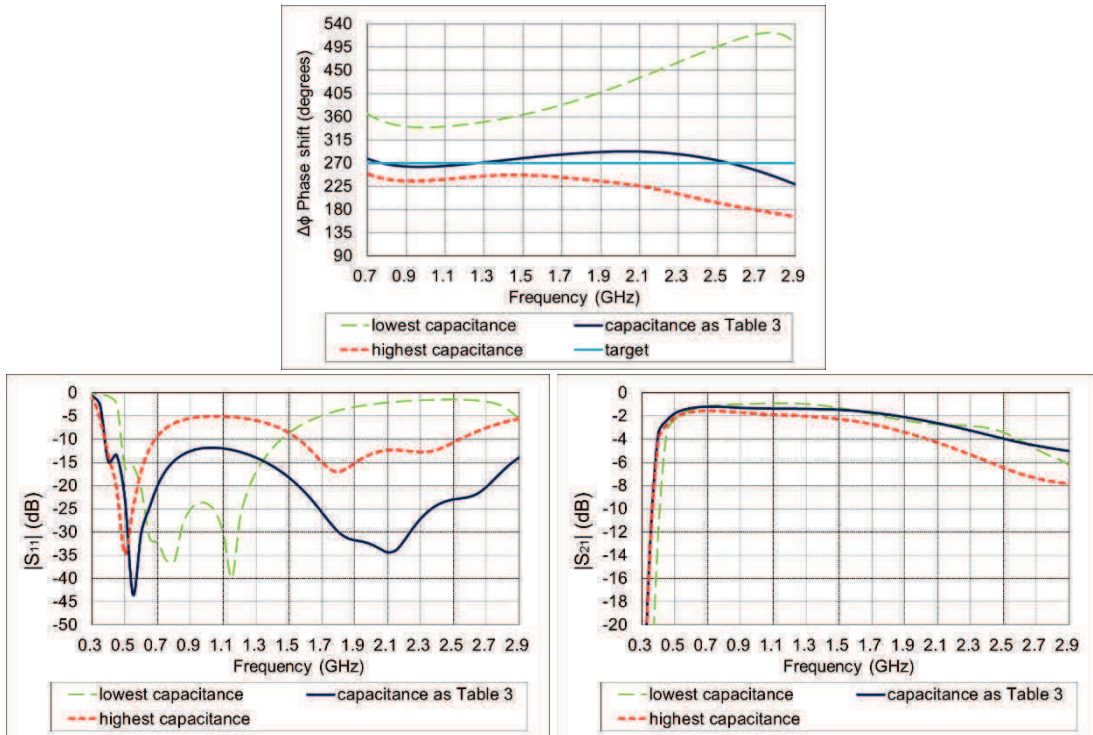 540
495
450
405
360
315
270
225
180
135
90
Δϕ Phase shift (degrees)
0.7 0.9 1.1 1.3 1.5 1.7 1.9 2.1 2.3 2.5 2.7 2.9
Frequency (GHz)
lowest capacitance capacitance as Table 3
highest capacitance target
0
-5
-10
-15
-20
-25
-30
-35
-40
-45
-50
|S11| (dB)
0.3 0.5 0.7 0.9 1.1 1.3 1.5 1.7 1.9 2.1 2.3 2.5 2.7 2.9
Frequency (GHz)
lowest capacitance capacitance as Table 3
highest capacitance
0
-2
-4
-6
-8
-10
-12
-14
-16
-18
-20
|S21| (dB)
0.3 0.5 0.7 0.9 1.1 1.3 1.5 1.7 1.9 2.1 2.3 2.5 2.7 2.9
Frequency (GHz)
lowest capacitance capacitance as Table 3
highest capacitance